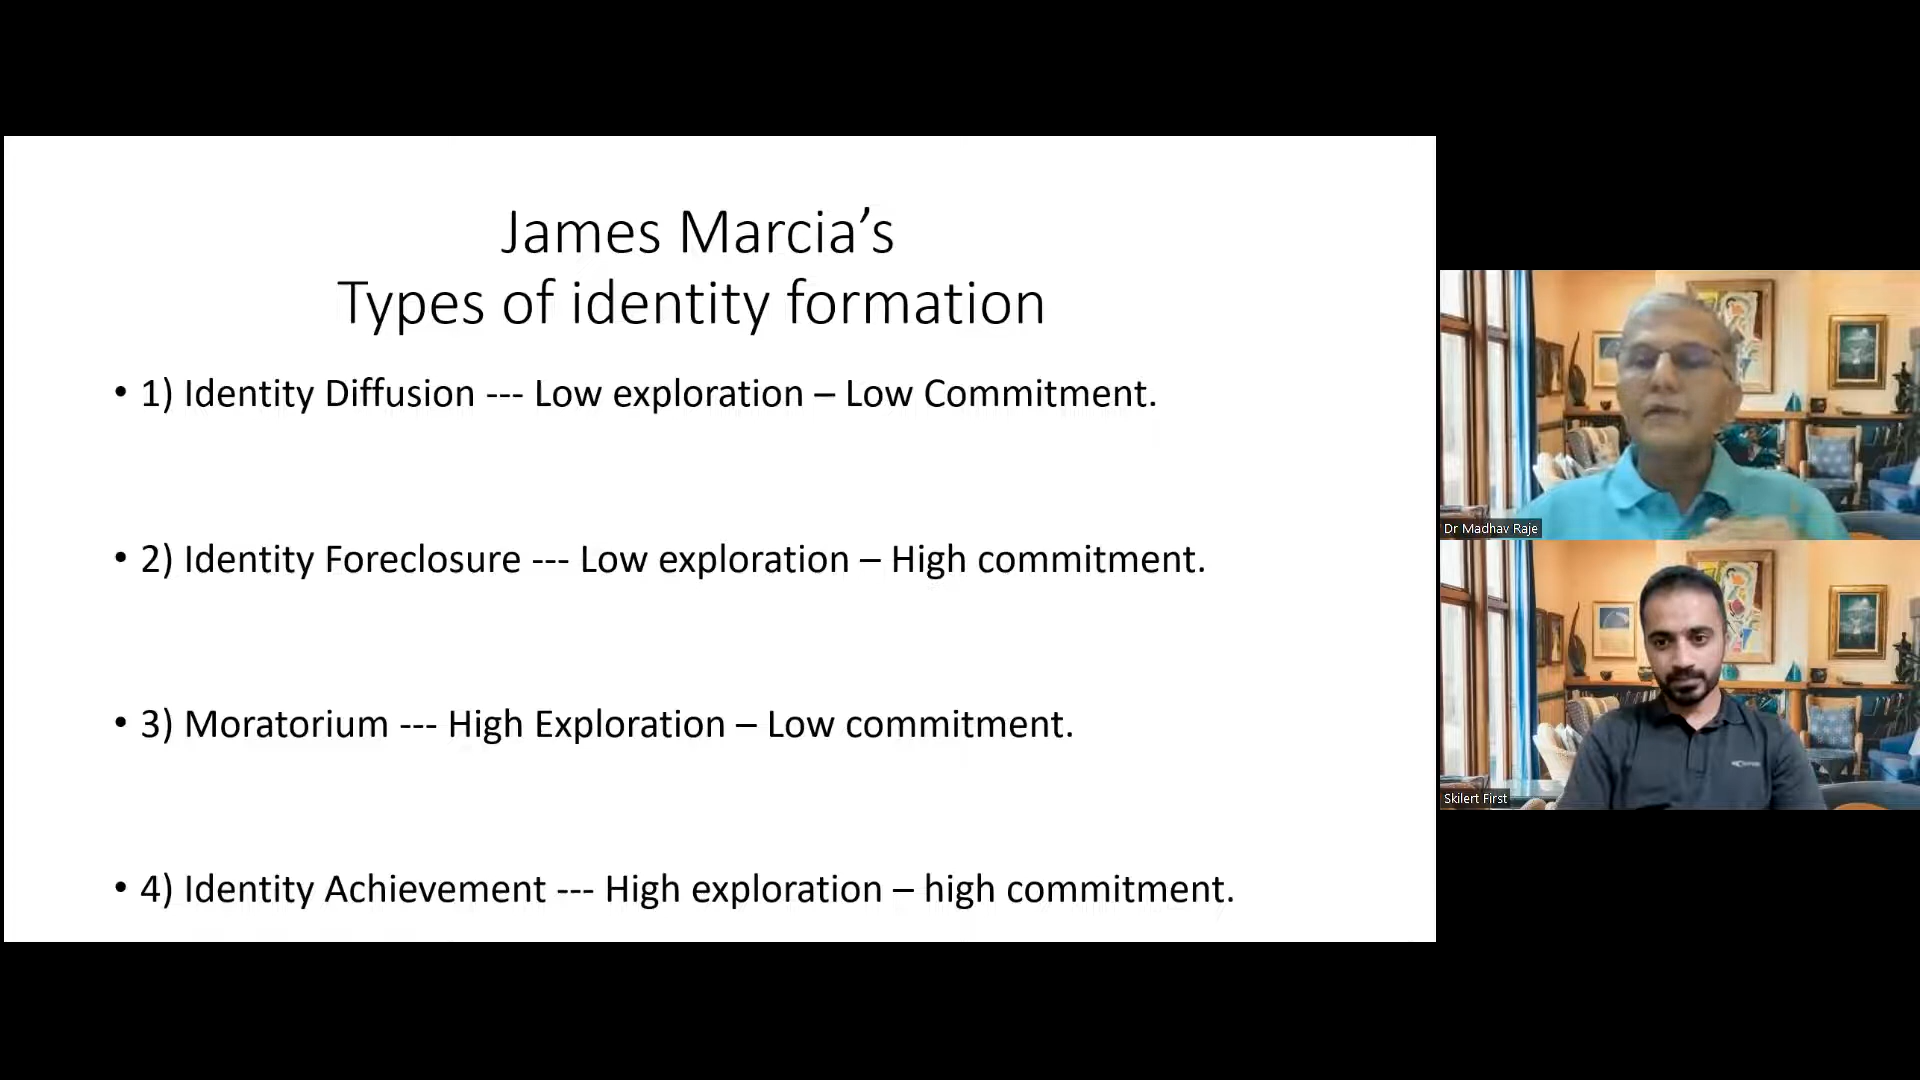 James Marcia’s
Types of identity formation
• 1) Identity Diffusion --- Low exploration – Low Commitment.
• 2) Identity Foreclosure --- Low exploration – High commitment.
• 3) Moratorium --- High Exploration – Low commitment.
• 4) Identity Achievement --- High exploration – high commitment.
Dr Madhav Raje
Skilert First